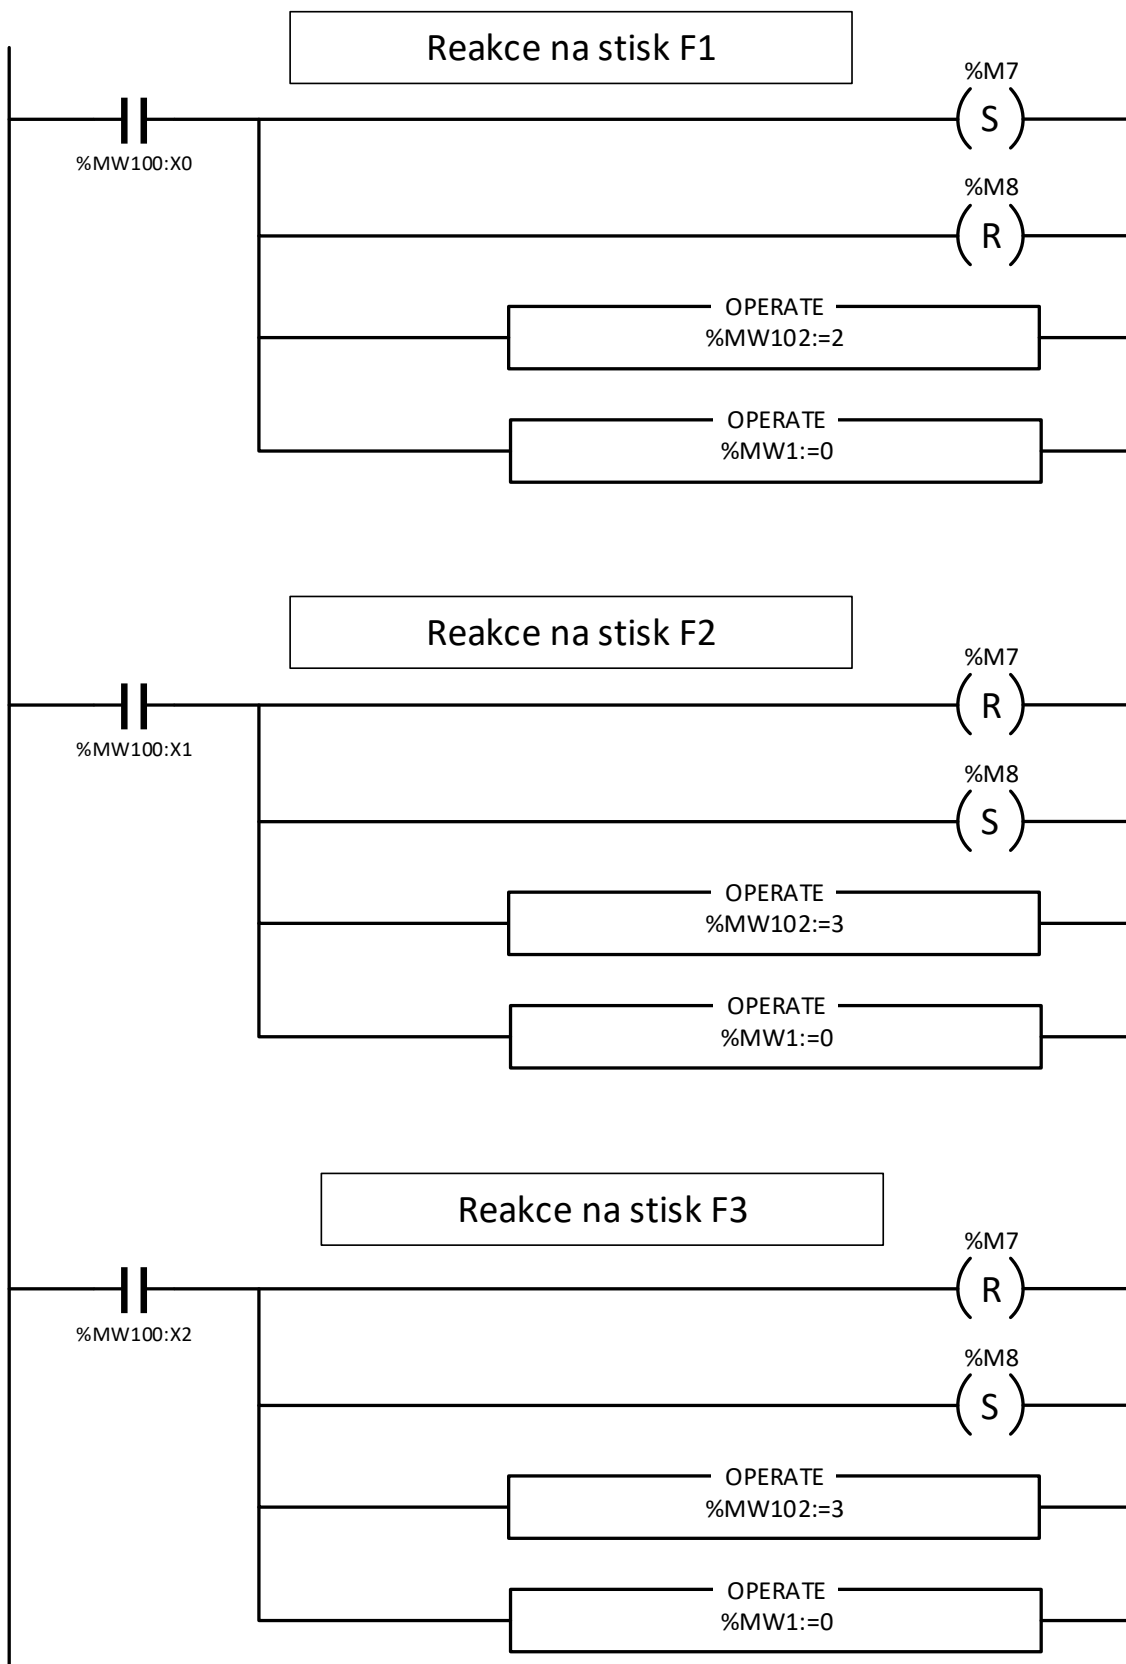 Reakce na stisk F1
%M7
S
%MW100:X0
%M8
R
OPERATE
%MW102:=2
OPERATE
%MW1:=0
Reakce na stisk F2
%M7
R
%MW100:X1
%M8
S
OPERATE
%MW102:=3
OPERATE
%MW1:=0
Reakce na stisk F3
%M7
R
%MW100:X2
%M8
S
OPERATE
%MW102:=3
OPERATE
%MW1:=0